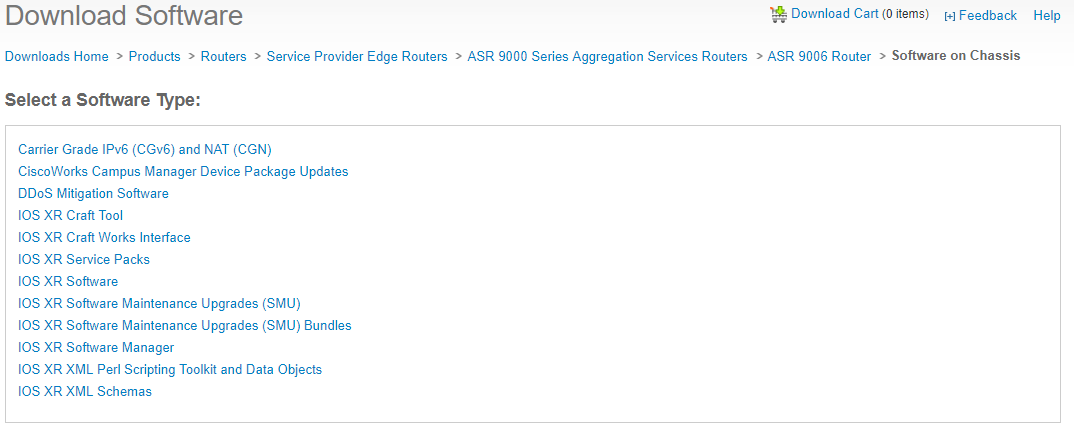 Download Software
Download Cart (0 items) [+] Feedback Help
Downloads Home > Products > Routers > Service Provider Edge Routers > ASR 9000 Series Aggregation Services Routers > ASR 9006 Router > Software on Chassis
Select a Software Type:
Carrier Grade IPv6 (CGv6) and NAT (CGN)
CiscoWorks Campus Manager Device Package Updates
DDoS Mitigation Software
IOS XR Craft Tool
IOS XR Craft Works Interface
IOS XR Service Packs
IOS XR Software
IOS XR Software Maintenance Upgrades (SMU)
IOS XR Software Maintenance Upgrades (SMU) Bundles
IOS XR Software Manager
IOS XR XML Perl Scripting Toolkit and Data Objects
IOS XR XML Schemas